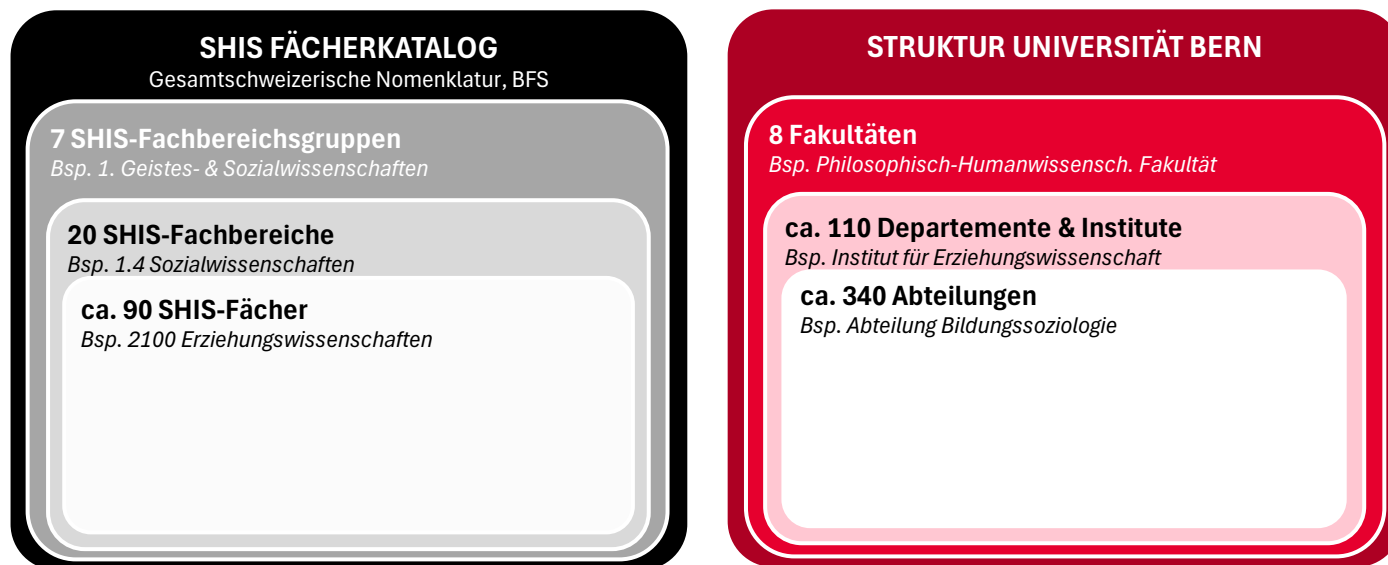 SHIS FÄCHERKATALOG
Gesamtschweizerische Nomenklatur, BFS
7 SHIS-Fachbereichsgruppen
Bsp. 1. Geistes- & Sozialwissenschaften
20 SHIS-Fachbereiche
Bsp. 1.4 Sozialwissenschaften
ca. 90 SHIS-Fächer
Bsp. 2100 Erziehungswissenschaften
STRUKTUR UNIVERSITÄT BERN
8 Fakultäten
Bsp. Philosophisch-Humanwissensch. Fakultät
ca. 110 Departemente & Institute
Bsp. Institut für Erziehungswissenschaft
ca. 340 Abteilungen
Bsp. Abteilung Bildungssoziologie